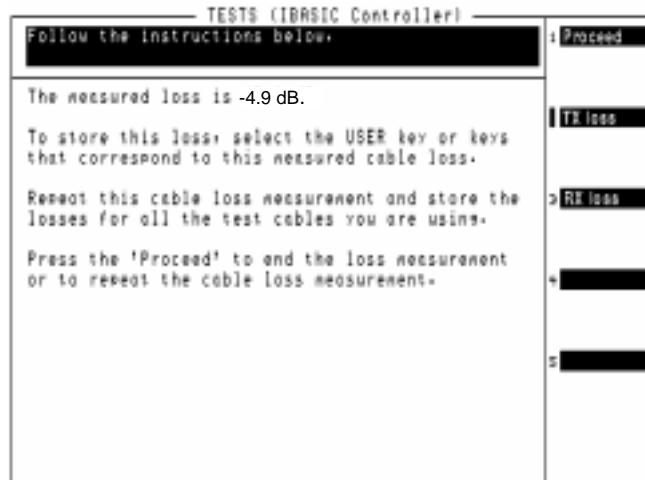 TESTS (IBASIC Controller)
Follow the instructions below.
1 Proceed
The measured loss is -4.9 dB.
TX loss
To store this loss, select the USER key or keys
that correspond to this measured cable loss.
Repeat this cable loss measurement and store the
3 RX loss
losses for all the test cables you are using.
Press the 'Proceed' to end the loss measurement
or to repeat the cable loss measurement.
4
5